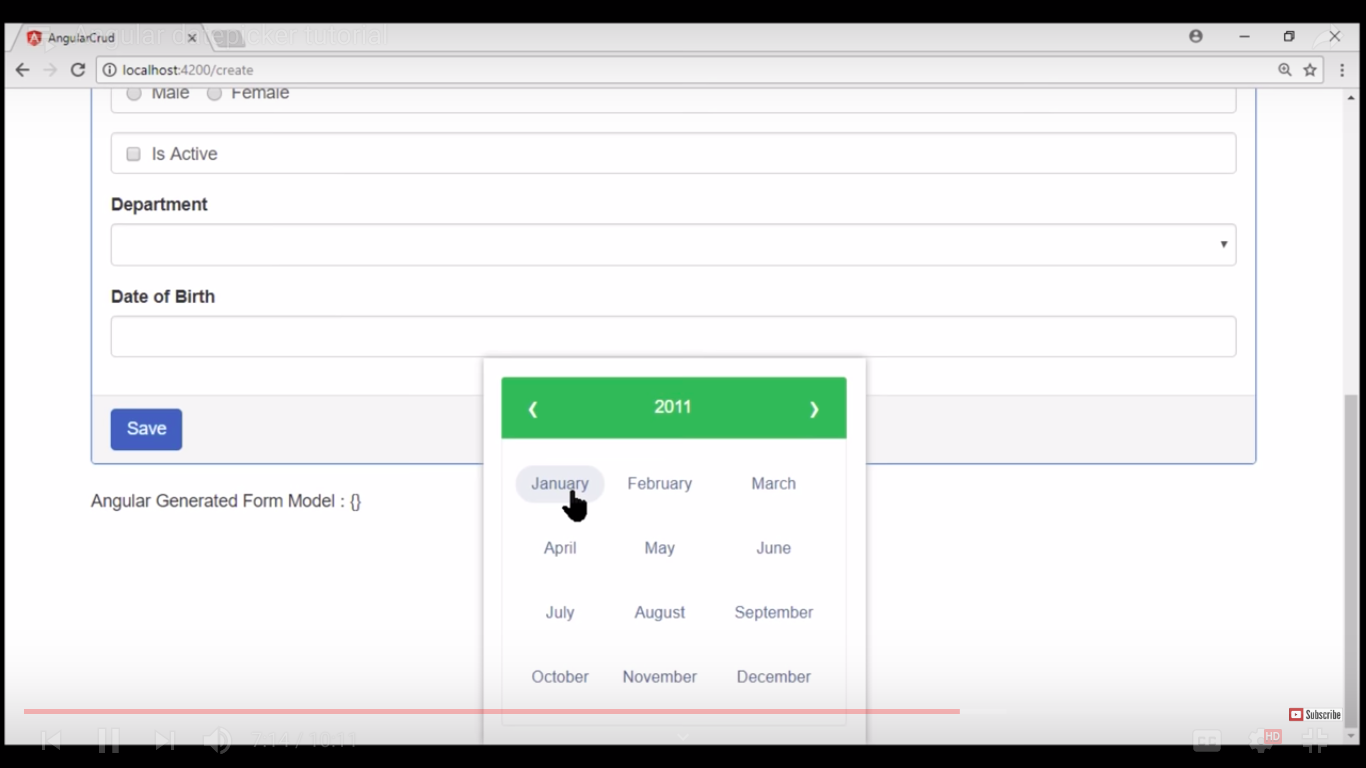 Angular datepicker tutorial
AngularCrud
localhost:4200/create
Male Female
Is Active
Department
Date of Birth
2011
Save
January February March
Angular Generated Form Model : {}
April May June
July August September
October November December
Subscribe
7:14 / 10:11
CC HD